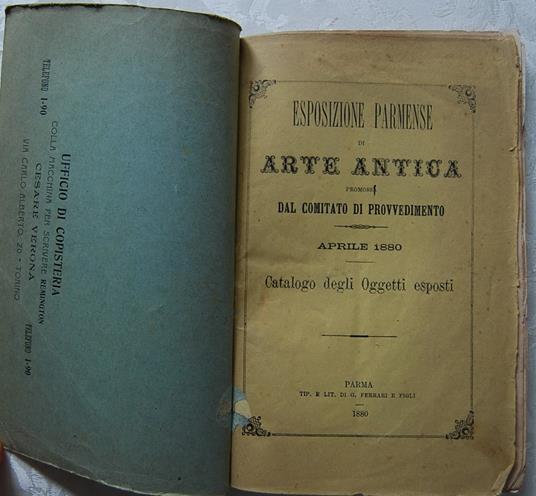 TELEFONO 1-90
UFFICIO DI COPISTERIA
COLLA MACCHINA PER SCRIVERE REMINGTON
CESARE VERONA
VIA CARLO ALBERTO, 20 - TORINO
TELEFONO 1-90
ESPOSIZIONE PARMENSE
DI
ARTE ANTICA
PROMOSSA
DAL COMITATO DI PROVVEDIMENTO
APRILE 1880
Catalogo degli Oggetti esposti
PARMA
TIP. E LIT. DI G. FERRARI E FIGLI
1880